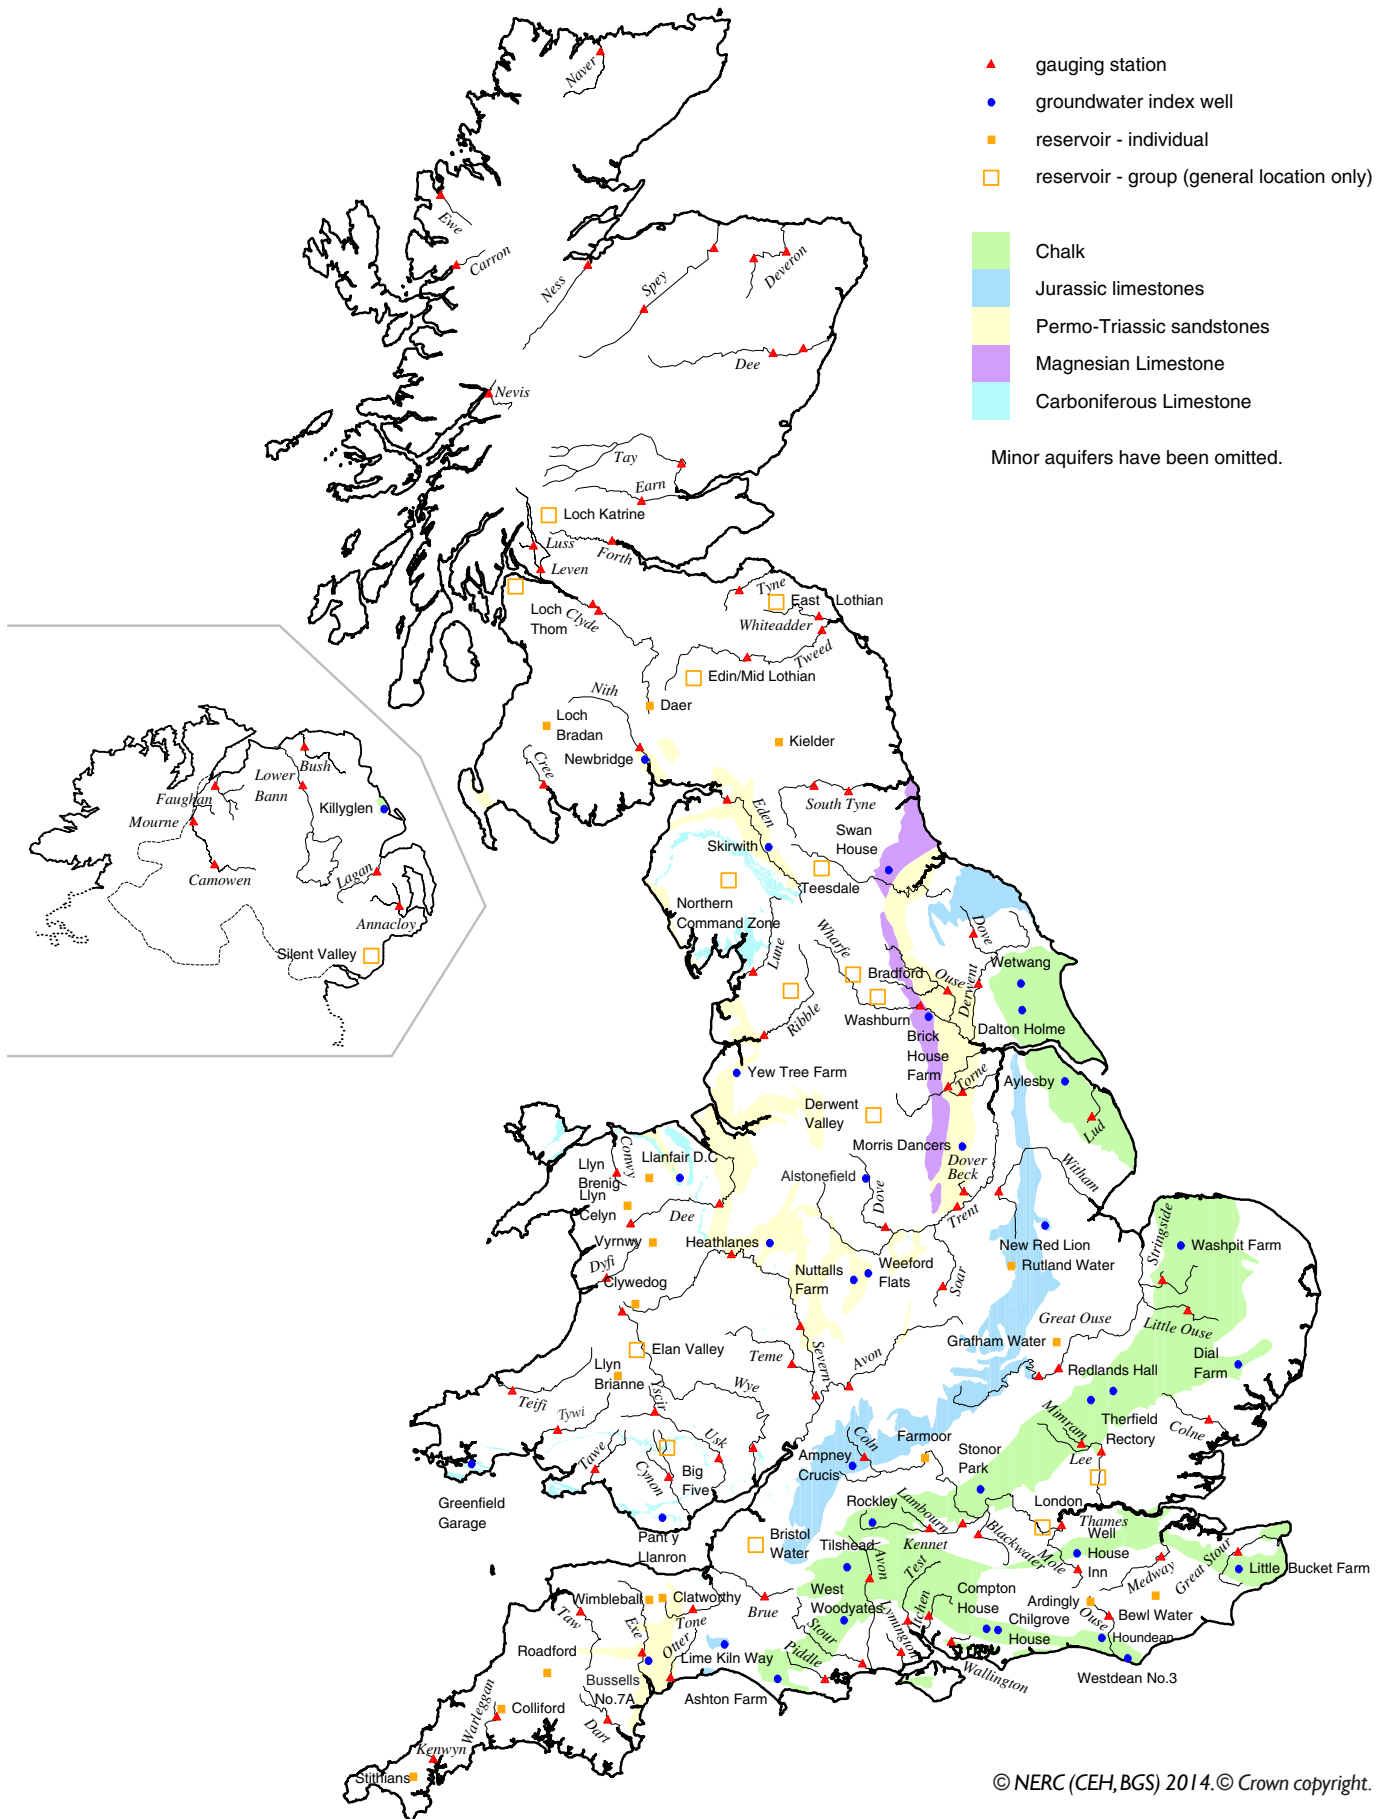 gauging station
groundwater index well
reservoir - individual
reservoir - group (general location only)
Chalk
Jurassic limestones
Permo-Triassic sandstones
Magnesian Limestone
Carboniferous Limestone
Minor aquifers have been omitted.
Naver
Ewe
Carron
Ness
Spey
Deveron
Dee
Nevis
Tay
Earn
Loch Katrine
Luss
Forth
Leven
Loch
Thom
Clyde
Tyne
East Lothian
Whiteadder
Tweed
Edin/Mid Lothian
Nith
Daer
Loch
Bradan
Kielder
Newbridge
Cree
Bush
Lower
Bann
Faughan
Killyglen
Mourne
Camowen
Lagan
Annacloy
Silent Valley
South Tyne
Eden
Swan
House
Skirwith
Teesdale
Northern
Command Zone
Lune
Wharfe
Dove
Wetwang
Bradford
Ouse
Derwent
Ribble
Washburn
Dalton Holme
Brick
House
Farm
Yew Tree Farm
Torne
Aylesby
Derwent
Valley
Lud
Morris Dancers
Conwy
Llanfair D.C
Llyn
Brenig
Alstonefield
Dove
Dover
Beck
Witham
Llyn
Celyn
Dee
Trent
Stringside
Vyrnwy
Heathlanes
New Red Lion
Washpit Farm
Dyfi
Nuttalls
Farm
Weeford
Flats
Rutland Water
Soar
Clywedog
Great Ouse
Little Ouse
Grafham Water
Elan Valley
Teme
Severn
Avon
Dial
Farm
Llyn
Brianne
Redlands Hall
Teifi
Yscir
Wye
Tywi
Mimram
Therfield
Rectory
Colne
Usk
Coln
Farmoor
Tawe
Cynon
Big
Five
Ampney
Crucis
Stonor
Park
Lee
Greenfield
Garage
Rockley
Lambourn
London
Pant y
Llanron
Bristol
Water
Tilshead
Kennet
Blackwater
Thames
Well
House
Inn
Avon
Test
Mole
Medway
Great Stour
Little Bucket Farm
Wimbleball
Clatworthy
West
Woodyates
Itchen
Compton
House
Ardingly
Bewl Water
Taw
Exe
Tone
Brue
Chilgrove
House
Ouse
Houndean
Otter
Stour
Lymington
Roadford
Lime Kiln Way
Piddle
Wallington
Westdean No.3
Bussells
No.7A
Ashton Farm
Warleggan
Colliford
Dart
Kenwyn
Stithians
© NERC (CEH, BGS) 2014. © Crown copyright.